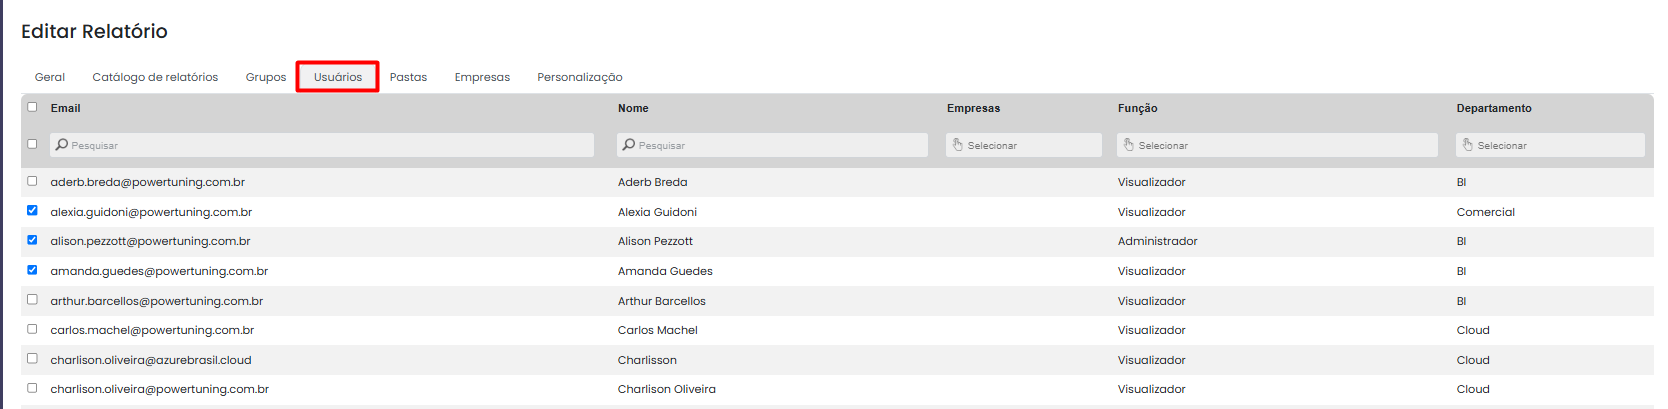 Editar Relatório
Geral Catálogo de relatórios Grupos Usuários Pastas Empresas Personalização
Email Nome Empresas Função Departamento
Pesquisar Pesquisar Selecionar Selecionar Selecionar
aderb.breda@powertuning.com.br Aderb Breda Visualizador BI
alexia.guidoni@powertuning.com.br Alexia Guidoni Visualizador Comercial
alison.pezzott@powertuning.com.br Alison Pezzott Administrador BI
amanda.guedes@powertuning.com.br Amanda Guedes Visualizador BI
arthur.barcellos@powertuning.com.br Arthur Barcellos Visualizador BI
carlos.machel@powertuning.com.br Carlos Machel Visualizador Cloud
charlison.oliveira@azurebrasil.cloud Charlisson Visualizador Cloud
charlison.oliveira@powertuning.com.br Charlison Oliveira Visualizador Cloud